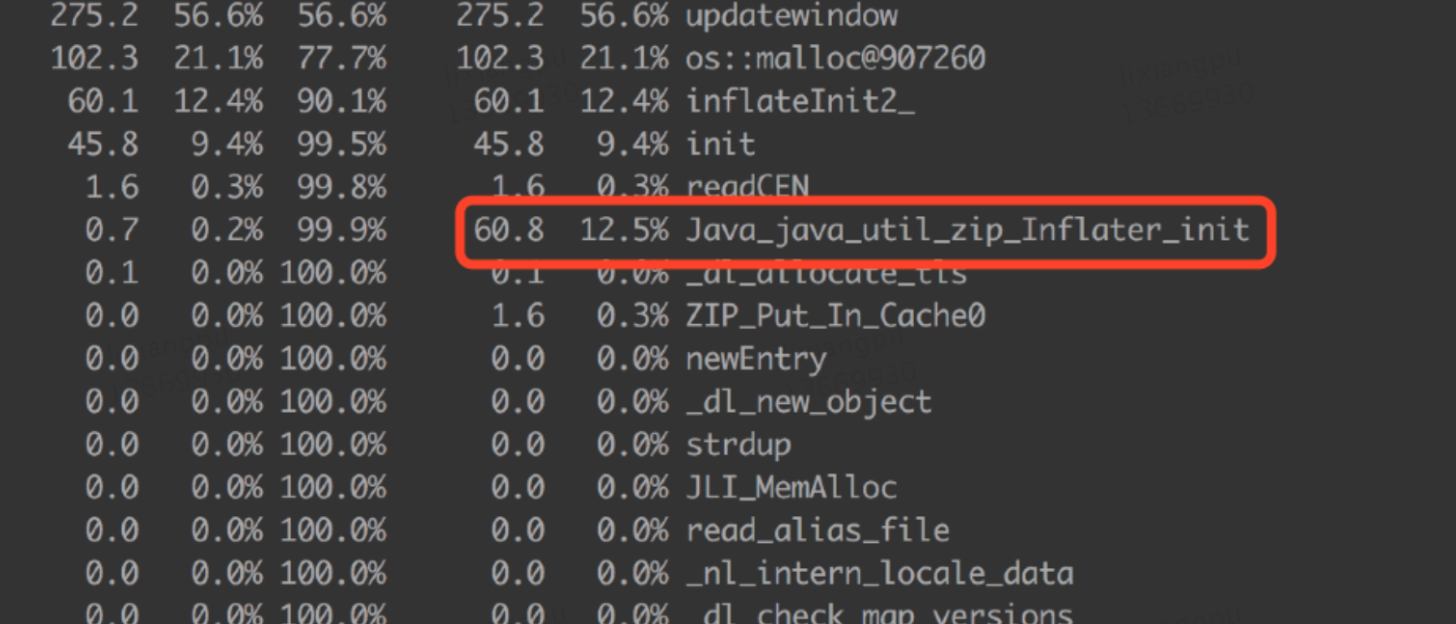 275.2 56.6% 56.6% 275.2 56.6% updatewindow
102.3 21.1% 77.7% 102.3 21.1% os::malloc@907260
60.1 12.4% 90.1% 60.1 12.4% inflateInit2_
45.8 9.4% 99.5% 45.8 9.4% init
1.6 0.3% 99.8% 1.6 0.3% readCEN
0.7 0.2% 99.9% 60.8 12.5% Java_java_util_zip_Inflater_init
0.1 0.0% 100.0% 0.1 0.0% _dl_allocate_tls
0.0 0.0% 100.0% 1.6 0.3% ZIP_Put_In_Cache0
0.0 0.0% 100.0% 0.0 0.0% newEntry
0.0 0.0% 100.0% 0.0 0.0% _dl_new_object
0.0 0.0% 100.0% 0.0 0.0% strdup
0.0 0.0% 100.0% 0.0 0.0% JLI_MemAlloc
0.0 0.0% 100.0% 0.0 0.0% read_alias_file
0.0 0.0% 100.0% 0.0 0.0% _nl_intern_locale_data
0.0 0.0% 100.0% 0.0 0.0% _dl_check_map_versions